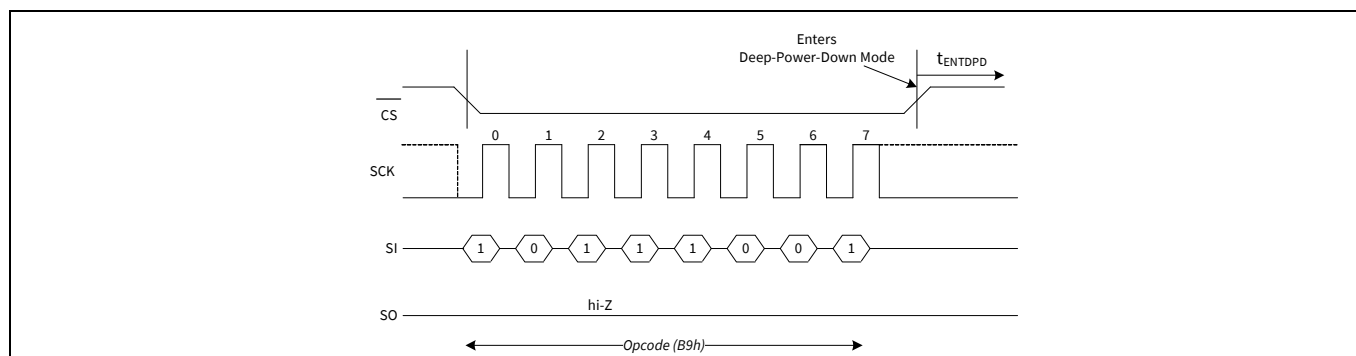 Enters
Deep-Power-Down Mode
tENTDPD
CS
0 1 2 3 4 5 6 7
SCK
SI 1 0 1 1 1 0 0 1
hi-Z
SO
Opcode (B9h)